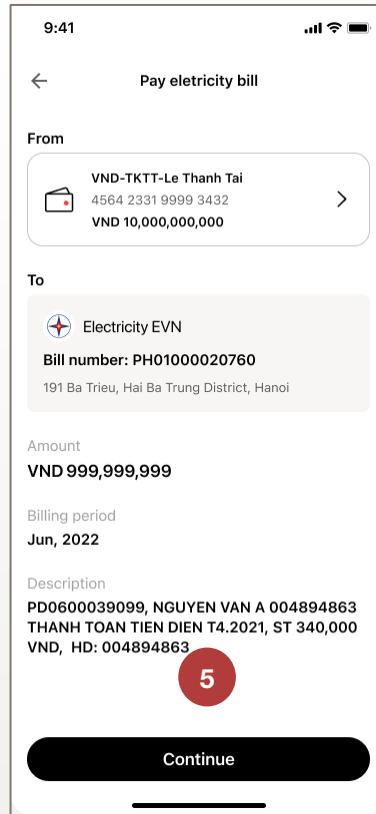 9:41
Pay eletricity bill
From
VND-TKTT-Le Thanh Tai
4564 2331 9999 3432
VND 10,000,000,000
To
Electricity EVN
Bill number: PH01000020760
191 Ba Trieu, Hai Ba Trung District, Hanoi
Amount
VND 999,999,999
Billing period
Jun, 2022
Description
PD0600039099, NGUYEN VAN A 004894863
THANH TOAN TIEN DIEN T4.2021, ST 340,000
VND, HD: 004894863
5
Continue